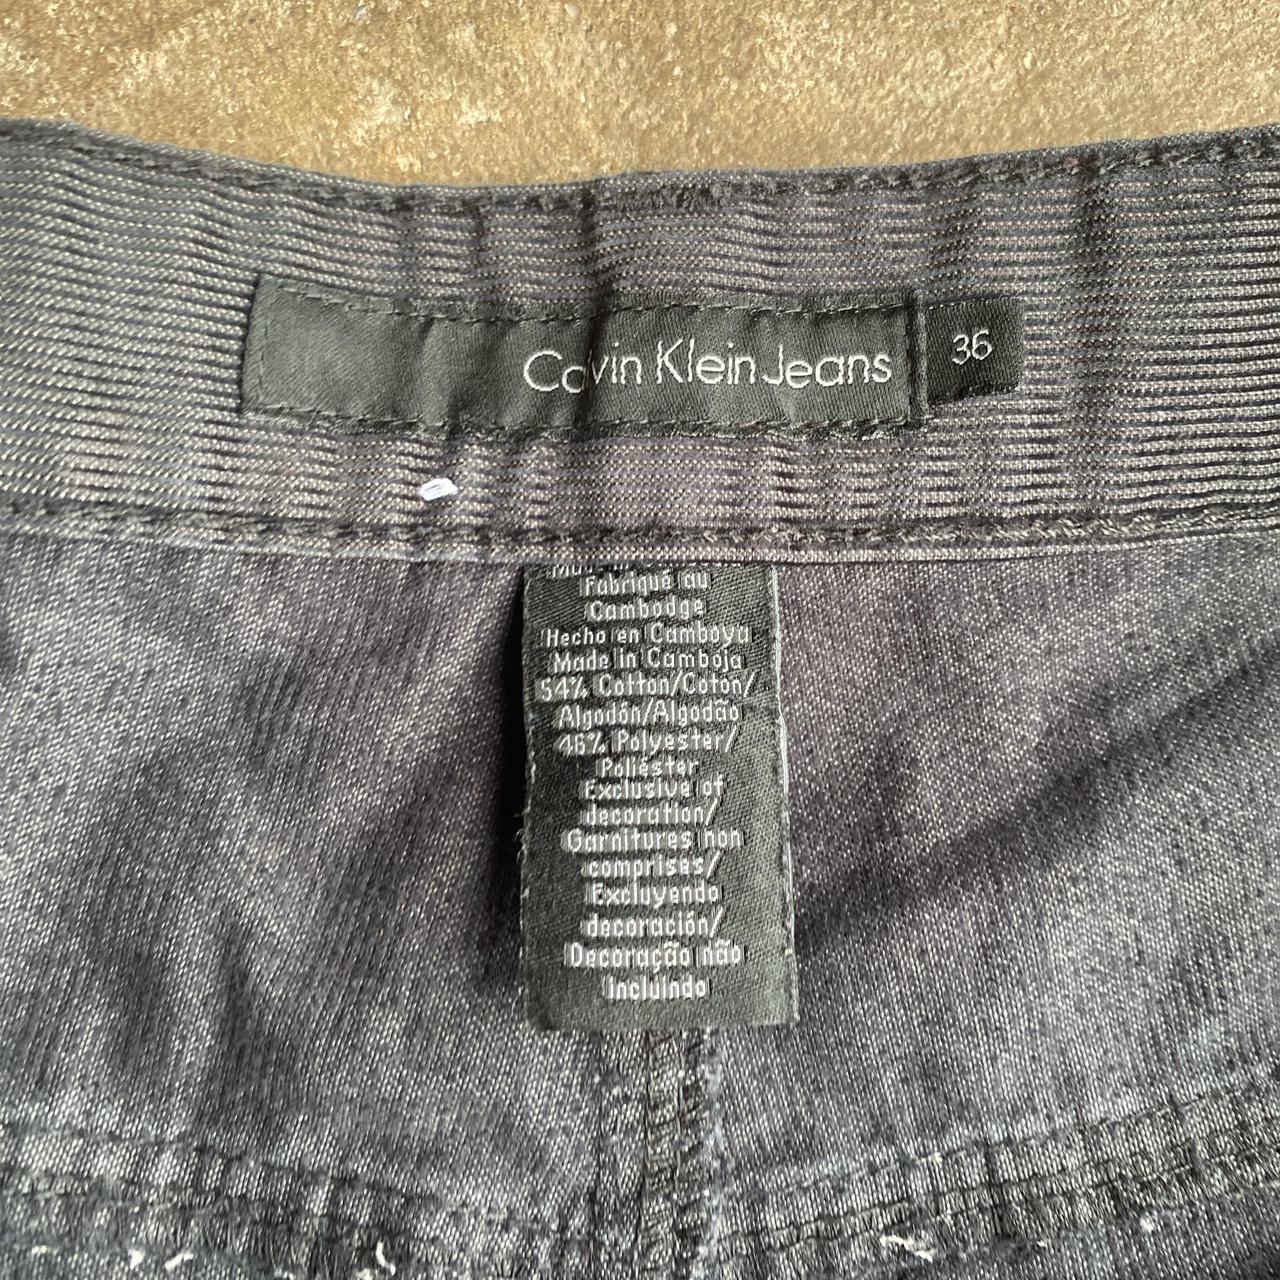 Calvin Klein Jeans 36
Fabriqué au
Cambodge
Hecho en Camboya
Made in Camboja
54% Cotton/Coton/
Algodón/Algodão
46% Polyester/
Poliéster
Exclusive of
decoration/
Garnitures non
comprises/
Excluyendo
decoración/
Decoração não
incluindo